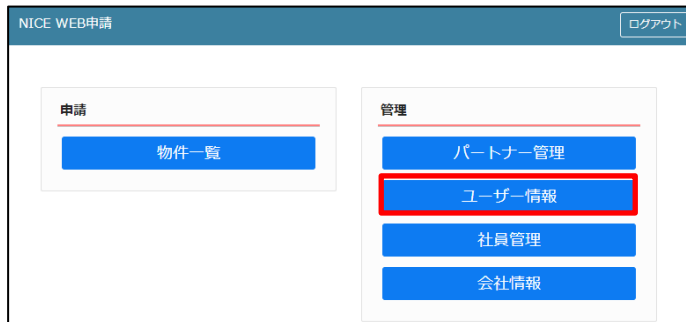 NICE WEB申請
ログアウト
申請
物件一覧
管理
パートナー管理
ユーザー情報
社員管理
会社情報